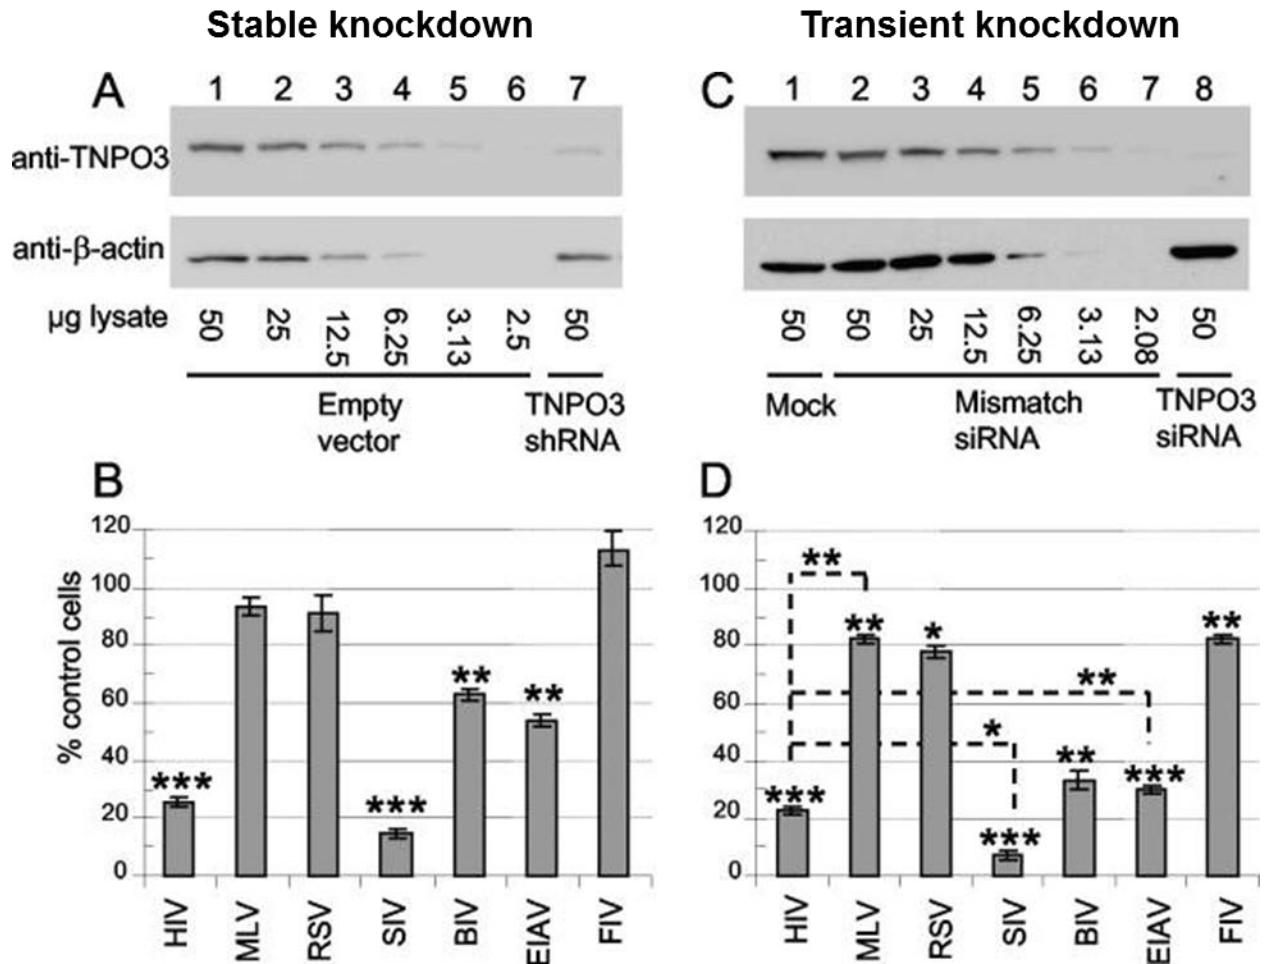 Stable knockdown
Transient knockdown
A 1 2 3 4 5 6 7
anti-TNPO3
anti-β-actin
µg lysate 50 25 12.5 6.25 3.13 2.5 50
Empty vector
TNPO3 shRNA
C 1 2 3 4 5 6 7 8
50 50 25 12.5 6.25 3.13 2.08 50
Mock
Mismatch siRNA
TNPO3 siRNA
B
% control cells
120
100
80
60
40
20
0
***
***
**
**
HIV MLV RSV SIV BIV EIAV FIV
D
120
100
80
60
40
20
0
**
**
*
**
**
*
***
***
**
***
HIV MLV RSV SIV BIV EIAV FIV